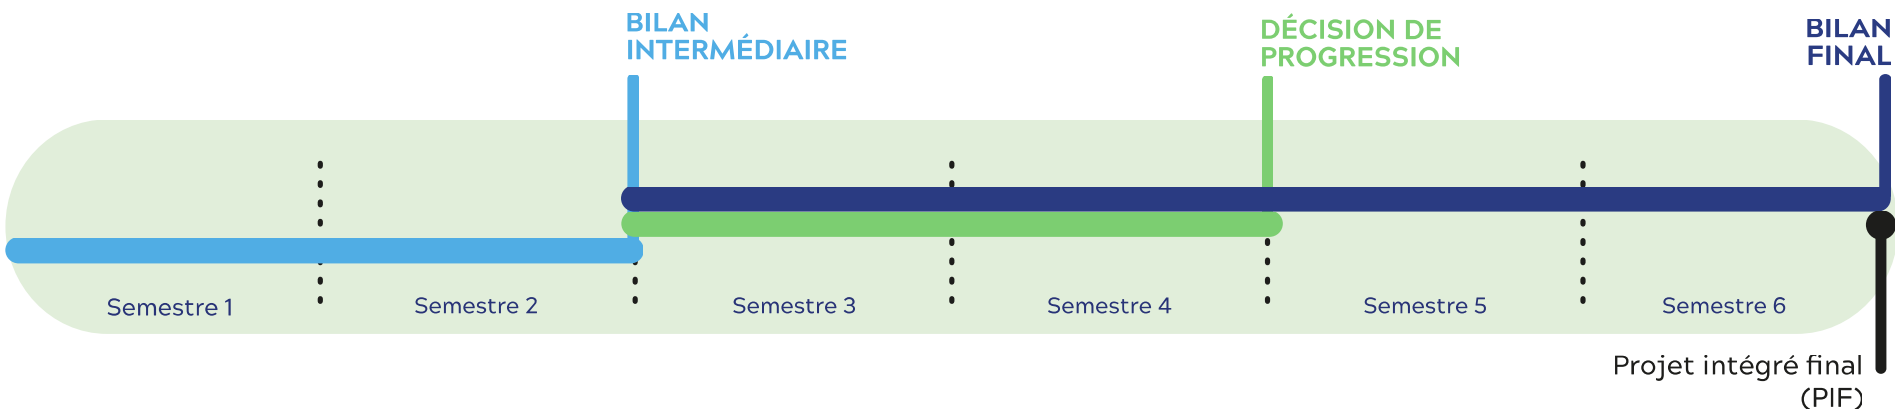 BILAN
INTERMÉDIAIRE
DÉCISION DE
PROGRESSION
BILAN
FINAL
Semestre 1
Semestre 2
Semestre 3
Semestre 4
Semestre 5
Semestre 6
Projet intégré final
(PIF)